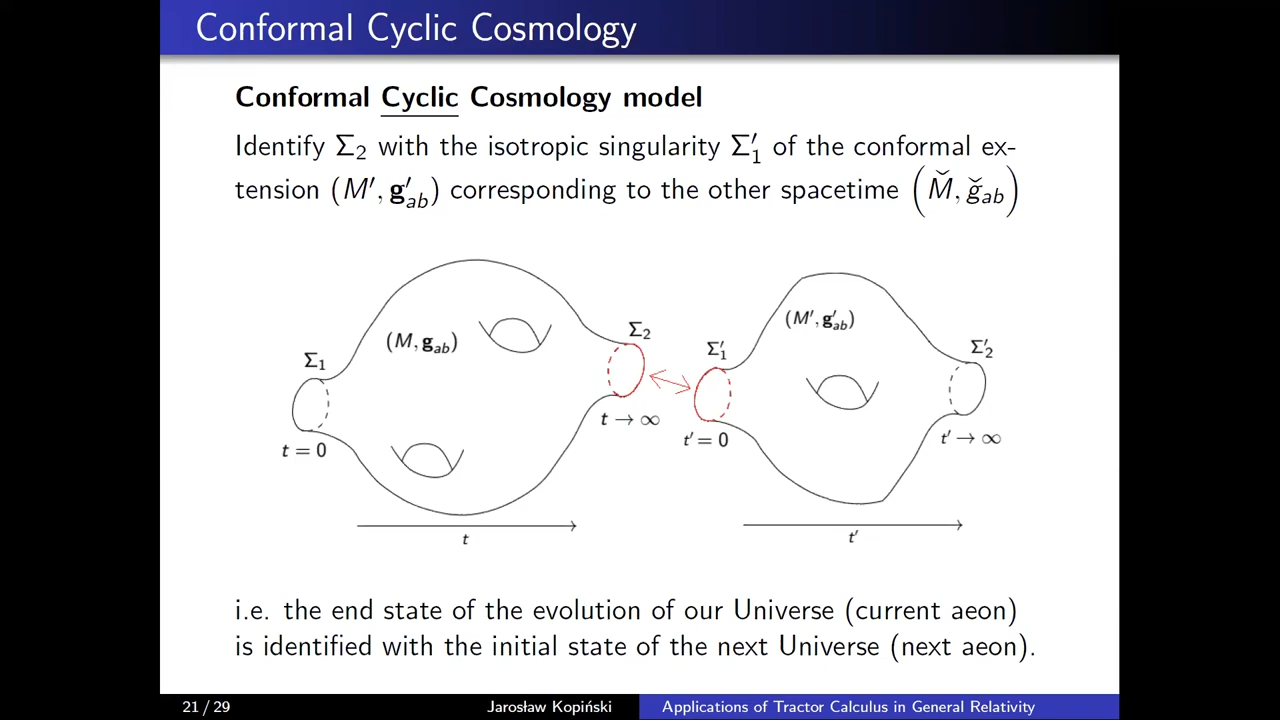 Conformal Cyclic Cosmology
Conformal Cyclic Cosmology model
Identify Σ₂ with the isotropic singularity Σ′₁ of the conformal ex-
tension (M′, g′ab) corresponding to the other spacetime (M̆, ğab)
(M, gab)
Σ₂
(M′, g′ab)
Σ₁
Σ′₁
Σ′₂
t = 0
t → ∞
t′ = 0
t′ → ∞
t
t′
i.e. the end state of the evolution of our Universe (current aeon)
is identified with the initial state of the next Universe (next aeon).
21 / 29
Jarosław Kopiński
Applications of Tractor Calculus in General Relativity